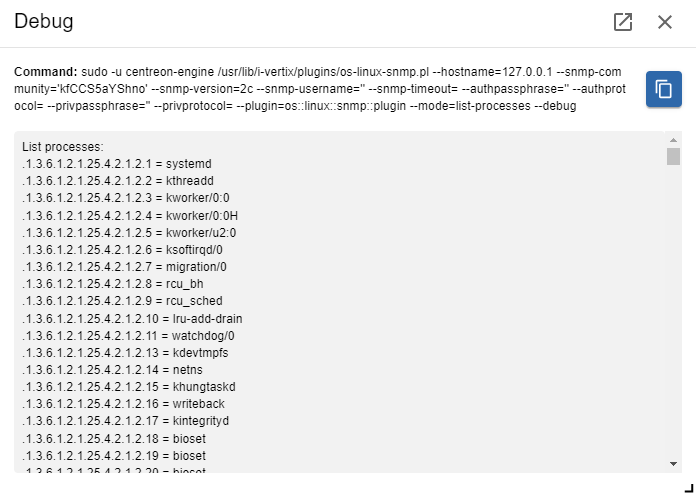 Debug
Command: sudo -u centreon-engine /usr/lib/i-vertix/plugins/os-linux-snmp.pl --hostname=127.0.0.1 --snmp-com
munity='kfCCS5aYShno' --snmp-version=2c --snmp-username='' --snmp-timeout= --authpassphrase='' --authprot
ocol= --privpassphrase='' --privprotocol= --plugin=os::linux::snmp::plugin --mode=list-processes --debug
List processes:
.1.3.6.1.2.1.25.4.2.1.2.1 = systemd
.1.3.6.1.2.1.25.4.2.1.2.2 = kthreadd
.1.3.6.1.2.1.25.4.2.1.2.3 = kworker/0:0
.1.3.6.1.2.1.25.4.2.1.2.4 = kworker/0:0H
.1.3.6.1.2.1.25.4.2.1.2.5 = kworker/u2:0
.1.3.6.1.2.1.25.4.2.1.2.6 = ksoftirqd/0
.1.3.6.1.2.1.25.4.2.1.2.7 = migration/0
.1.3.6.1.2.1.25.4.2.1.2.8 = rcu_bh
.1.3.6.1.2.1.25.4.2.1.2.9 = rcu_sched
.1.3.6.1.2.1.25.4.2.1.2.10 = lru-add-drain
.1.3.6.1.2.1.25.4.2.1.2.11 = watchdog/0
.1.3.6.1.2.1.25.4.2.1.2.13 = kdevtmpfs
.1.3.6.1.2.1.25.4.2.1.2.14 = netns
.1.3.6.1.2.1.25.4.2.1.2.15 = khungtaskd
.1.3.6.1.2.1.25.4.2.1.2.16 = writeback
.1.3.6.1.2.1.25.4.2.1.2.17 = kintegrityd
.1.3.6.1.2.1.25.4.2.1.2.18 = bioset
.1.3.6.1.2.1.25.4.2.1.2.19 = bioset
.1.3.6.1.2.1.25.4.2.1.2.20 = bioset